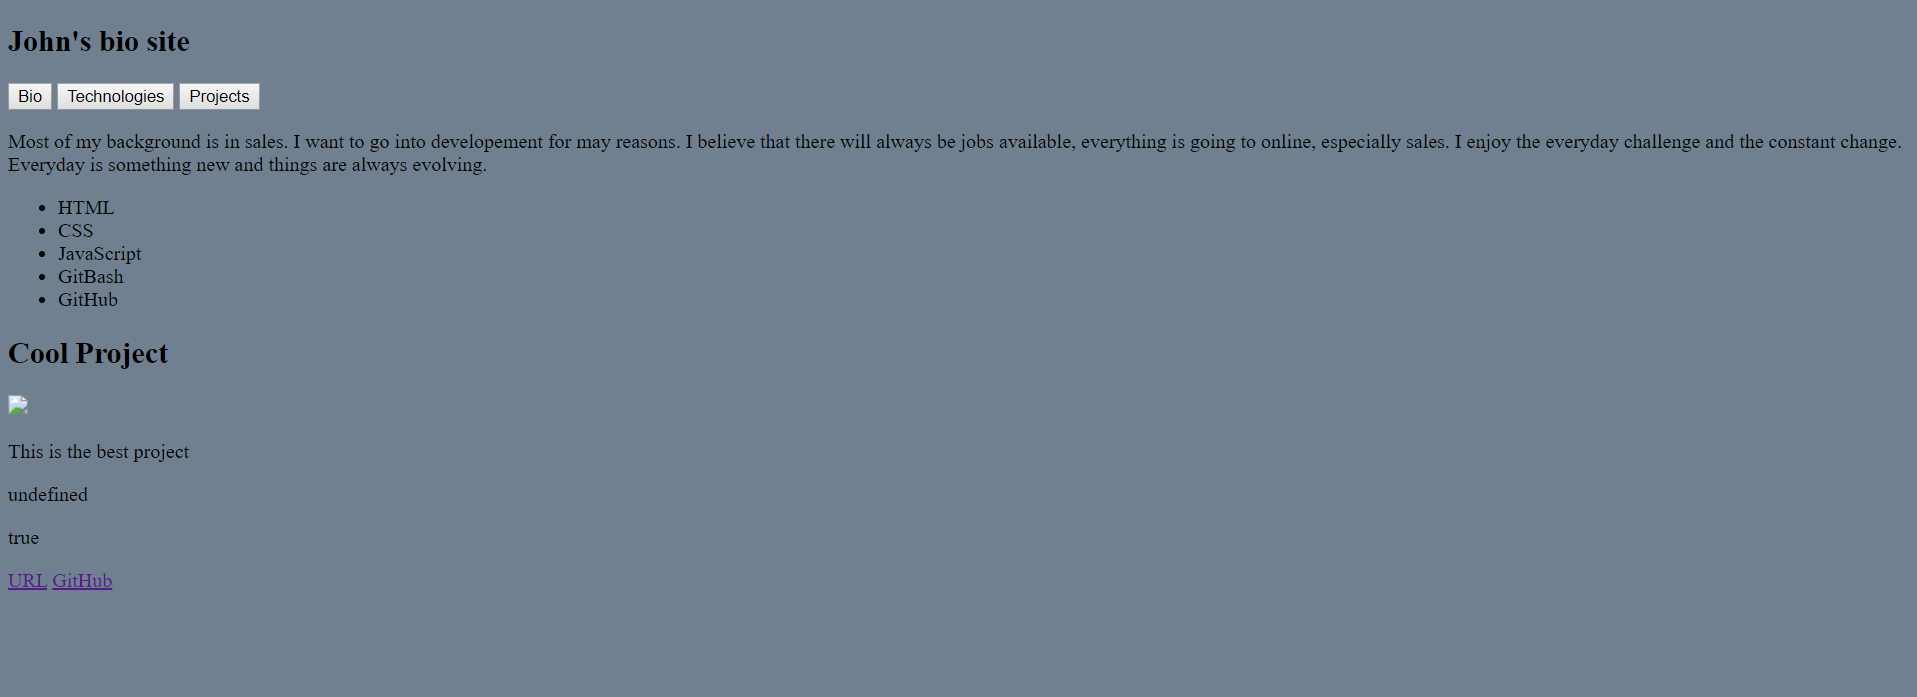 John's bio site
Bio Technologies Projects
Most of my background is in sales. I want to go into developement for may reasons. I believe that there will always be jobs available, everything is going to online, especially sales. I enjoy the everyday challenge and the constant change.
Everyday is something new and things are always evolving.
HTML
CSS
JavaScript
GitBash
GitHub
Cool Project
This is the best project
undefined
true
URL GitHub